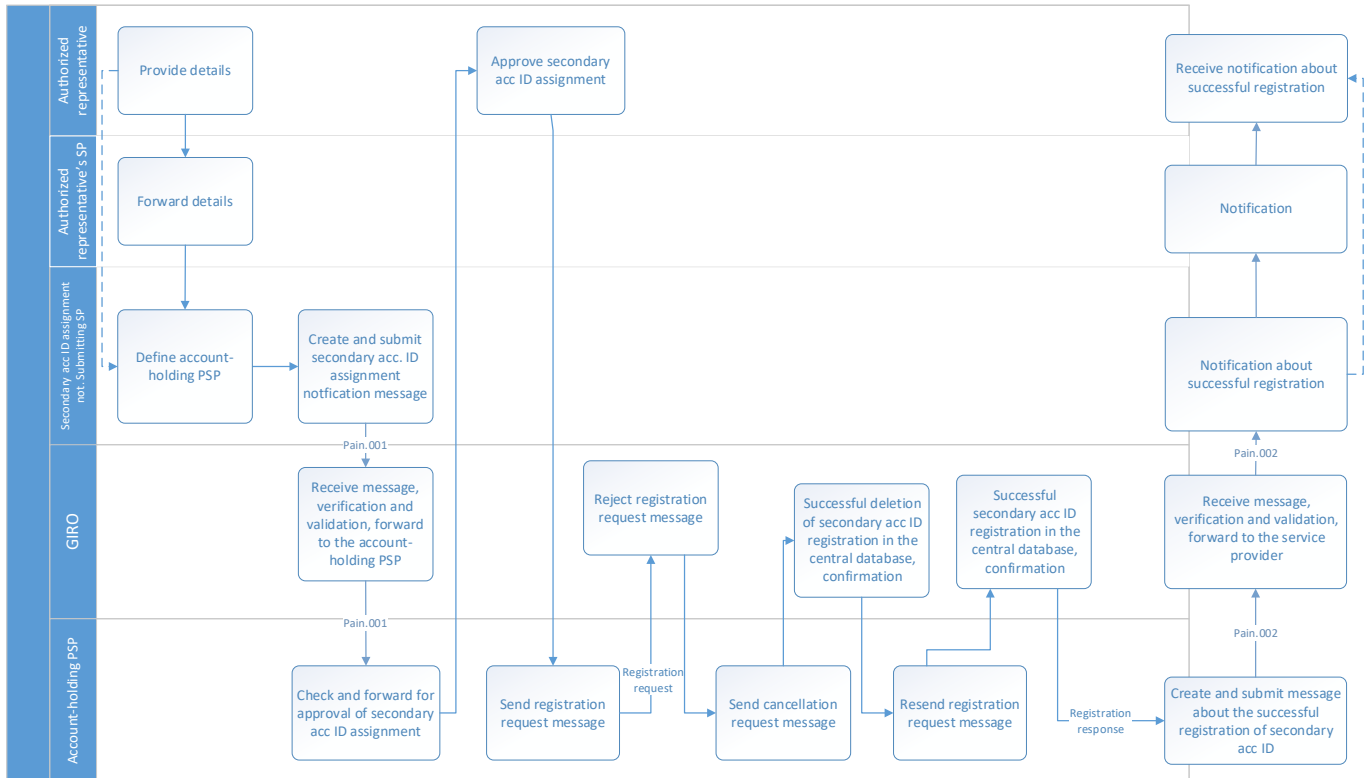 Authorized
representative
Provide details
Approve secondary
acc ID assignment
Receive notification about
successful registration
Authorized
representative's SP
Forward details
Notification
Secondary acc ID assignment
not. Submitting SP
Define account-
holding PSP
Create and submit
secondary acc. ID
assignment
notfication message
Notification about
successful registration
Pain.001
Pain.002
GIRO
Receive message,
verification and
validation, forward
to the account-
holding PSP
Reject registration
request message
Successful deletion
of secondary acc ID
registration in the
central database,
confirmation
Successful
secondary acc ID
registration in the
central database,
confirmation
Receive message,
verification and validation,
forward to the service
provider
Pain.001
Pain.002
Account-holding PSP
Check and forward for
approval of secondary
acc ID assignment
Send registration
request message
Registration
request
Send cancellation
request message
Resend registration
request message
Registration
response
Create and submit message
about the successful
registration of secondary
acc ID